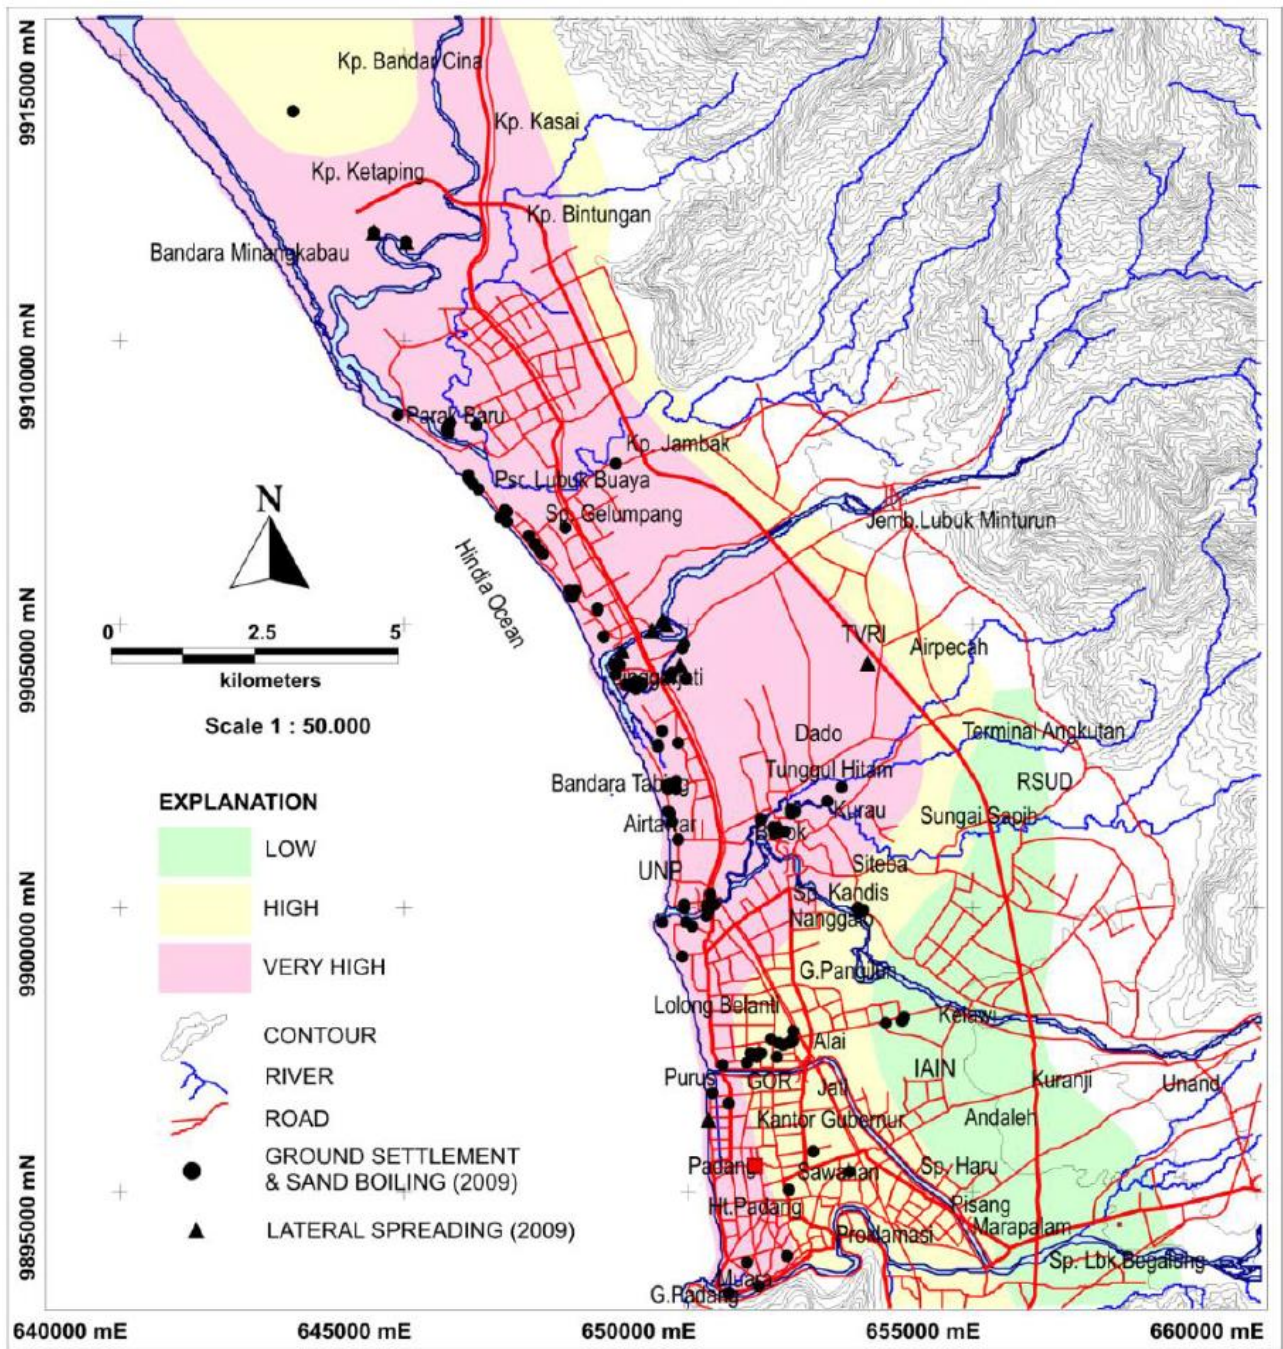 9915000 mN
9910000 mN
9905000 mN
9900000 mN
9895000 mN
Kp. Bandar Cina
Kp. Kasai
Kp. Ketaping
Kp. Bintungan
Bandara Minangkabau
Parak Baru
Kp. Jambak
Psr. Lubuk Buaya
Sp. Gelumpang
Jemb.Lubuk Minturun
N
Hindia Ocean
0 2.5 5
kilometers
Scale 1 : 50.000
TVRI
Airpecah
Dado
Terminal Angkutan
Tunggul Hitam
RSUD
Bandara Tabing
Kurau
Sungai Sapih
Airtawar
Siteba
UNP
Sp. Kandis
Nanggalo
G.Pangilun
Lolong Belanti
Kelawi
Alai
IAIN
Purus
GOR
Jati
Kuranji
Unand
Kantor Gubernur
Andaleh
Padang
Sawahan
Sp. Haru
Ht.Padang
Pisang
Proklamasi
Marapalam
Sp. Lbk.Begalung
Muara
G.Padang
EXPLANATION
LOW
HIGH
VERY HIGH
CONTOUR
RIVER
ROAD
GROUND SETTLEMENT
& SAND BOILING (2009)
LATERAL SPREADING (2009)
640000 mE 645000 mE 650000 mE 655000 mE 660000 mE